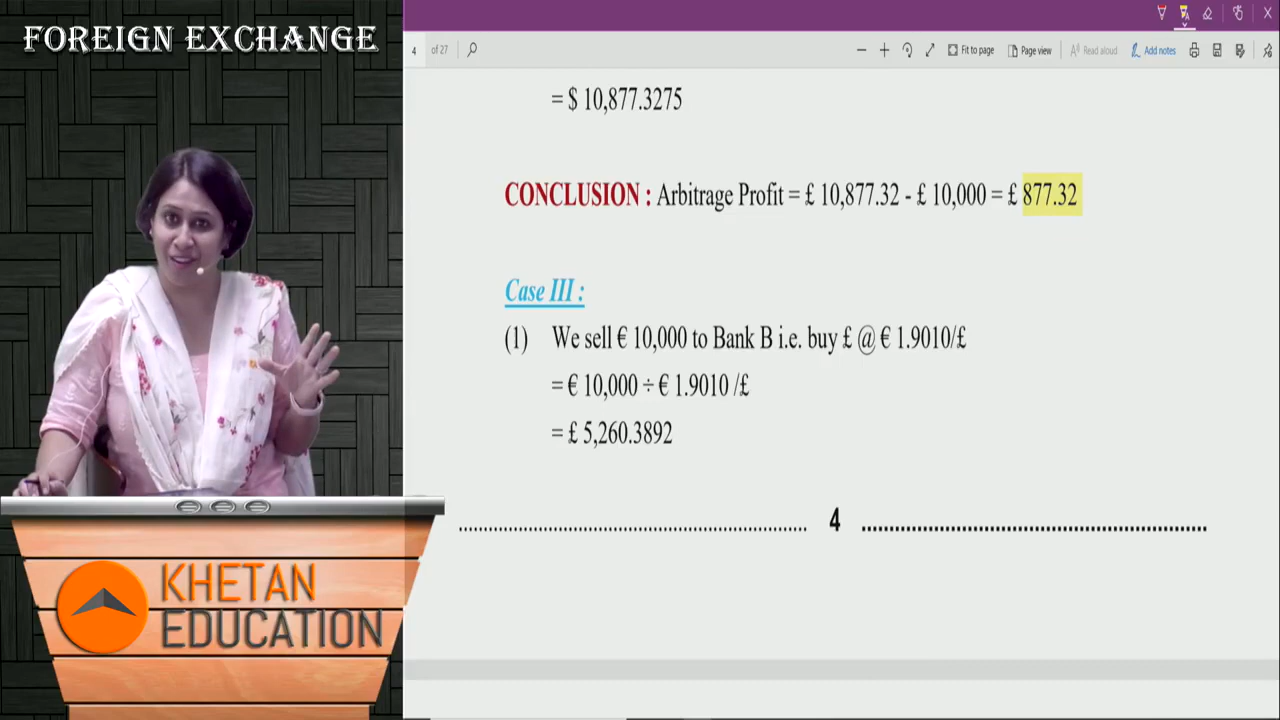 FOREIGN EXCHANGE
4 of 27
Fit to page
Page view
Read aloud
Add notes
= $ 10,877.3275
CONCLUSION : Arbitrage Profit = £ 10,877.32 - £ 10,000 = £ 877.32
Case III :
(1) We sell € 10,000 to Bank B i.e. buy £ @ € 1.9010/£
= € 10,000 ÷ € 1.9010 /£
= £ 5,260.3892
4
KHETAN
EDUCATION